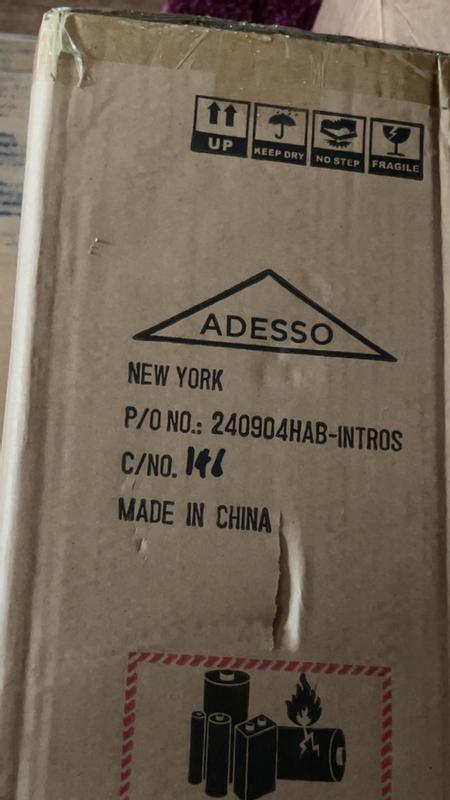 UP KEEP DRY NO STEP FRAGILE
ADESSO
NEW YORK
P/O NO.: 240904HAB-INTROS
C/NO. 146
MADE IN CHINA